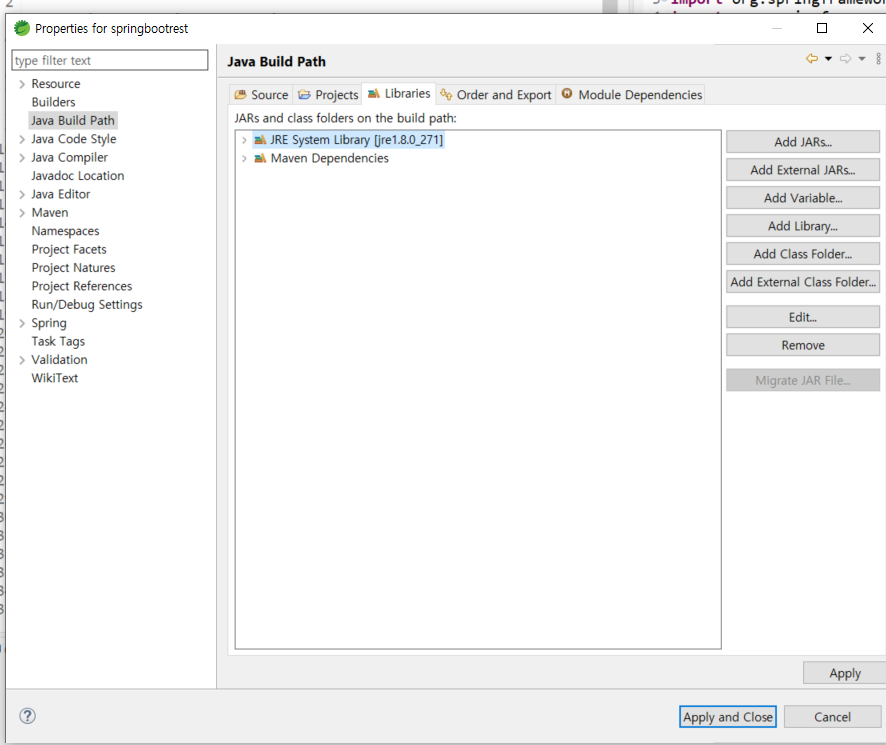 Properties for springbootrest
type filter text
Resource
Builders
Java Build Path
Java Code Style
Java Compiler
Javadoc Location
Java Editor
Maven
Namespaces
Project Facets
Project Natures
Project References
Run/Debug Settings
Spring
Task Tags
Validation
WikiText
Java Build Path
Source Projects Libraries Order and Export Module Dependencies
JARs and class folders on the build path:
JRE System Library [jre1.8.0_271]
Maven Dependencies
Add JARs...
Add External JARs...
Add Variable...
Add Library...
Add Class Folder...
Add External Class Folder...
Edit...
Remove
Migrate JAR File...
Apply
Apply and Close Cancel